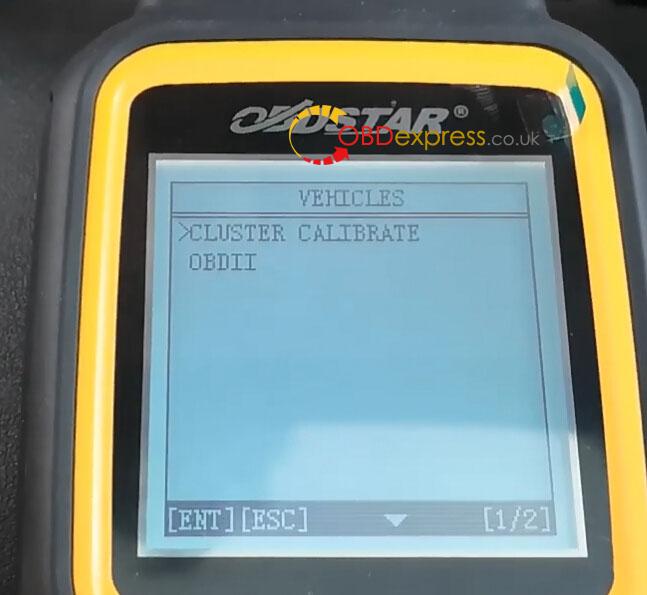 OBDSTAR®
OBDexpress.co.uk
VEHICLES
>CLUSTER CALIBRATE
OBDII
[ENT][ESC] [1/2]